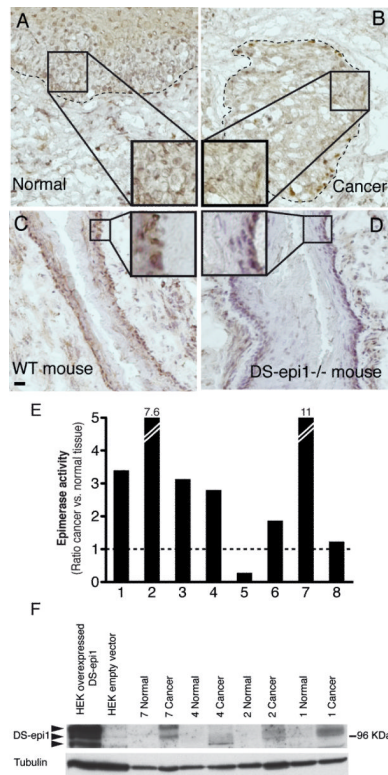 A
B
Normal
Cancer
C
D
WT mouse
DS-epi1-/- mouse
E
Epimerase activity
(Ratio cancer vs. normal tissue)
5
4
3
2
1
0
7.6
11
1 2 3 4 5 6 7 8
F
HEK overexpressed
DS-epi1
HEK empty vector
7 Normal
7 Cancer
4 Normal
4 Cancer
2 Normal
2 Cancer
1 Normal
1 Cancer
DS-epi1
96 KDa
Tubulin